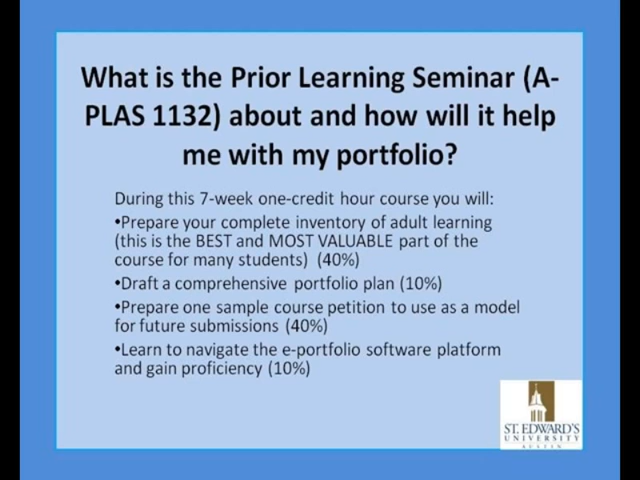 What is the Prior Learning Seminar (A-
PLAS 1132) about and how will it help
me with my portfolio?
During this 7-week one-credit hour course you will:
•Prepare your complete inventory of adult learning
(this is the BEST and MOST VALUABLE part of the
course for many students)  (40%)
•Draft a comprehensive portfolio plan (10%)
•Prepare one sample course petition to use as a model
for future submissions (40%)
•Learn to navigate the e-portfolio software platform
and gain proficiency (10%)
ST. EDWARD'S
UNIVERSITY
AUSTIN